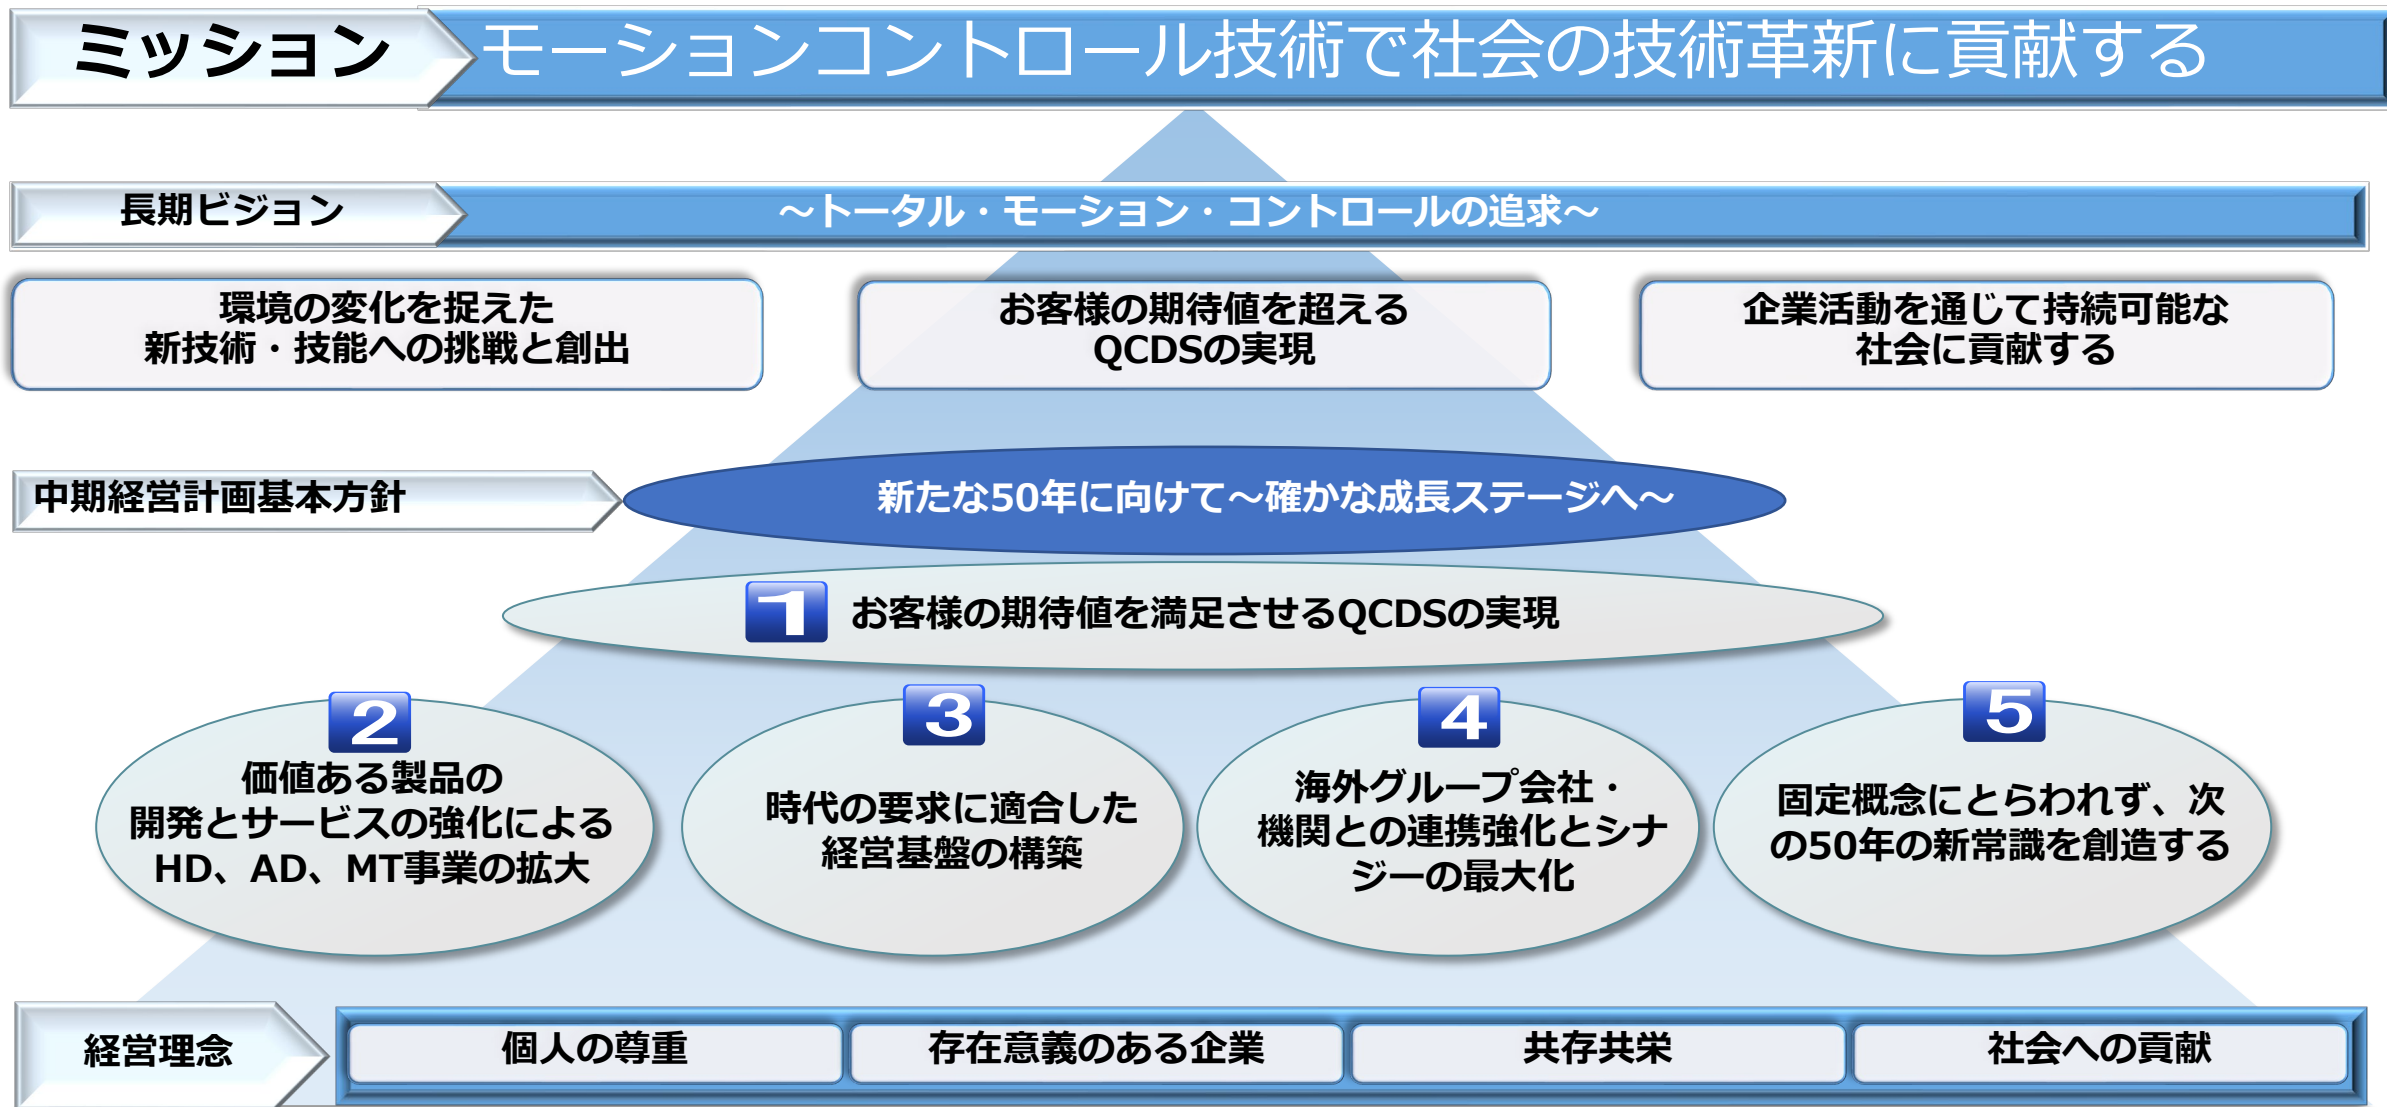 ミッション
モーションコントロール技術で社会の技術革新に貢献する
長期ビジョン
～トータル・モーション・コントロールの追求～
環境の変化を捉えた
新技術・技能への挑戦と創出
お客様の期待値を超える
QCDSの実現
企業活動を通じて持続可能な
社会に貢献する
中期経営計画基本方針
新たな50年に向けて～確かな成長ステージへ～
1 お客様の期待値を満足させるQCDSの実現
2
価値ある製品の
開発とサービスの強化による
HD、AD、MT事業の拡大
3
時代の要求に適合した
経営基盤の構築
4
海外グループ会社・
機関との連携強化とシナ
ジーの最大化
5
固定概念にとらわれず、次
の50年の新常識を創造する
経営理念
個人の尊重
存在意義のある企業
共存共栄
社会への貢献